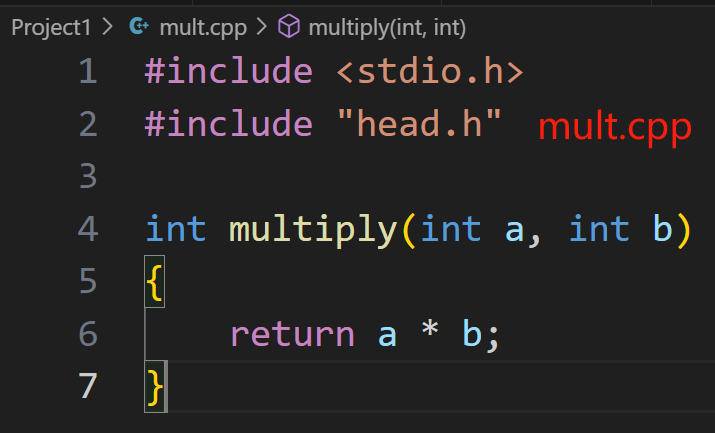 Project1 > mult.cpp > multiply(int, int)
1 #include <stdio.h>
2 #include "head.h" mult.cpp
3
4 int multiply(int a, int b)
5 {
6     return a * b;
7 }